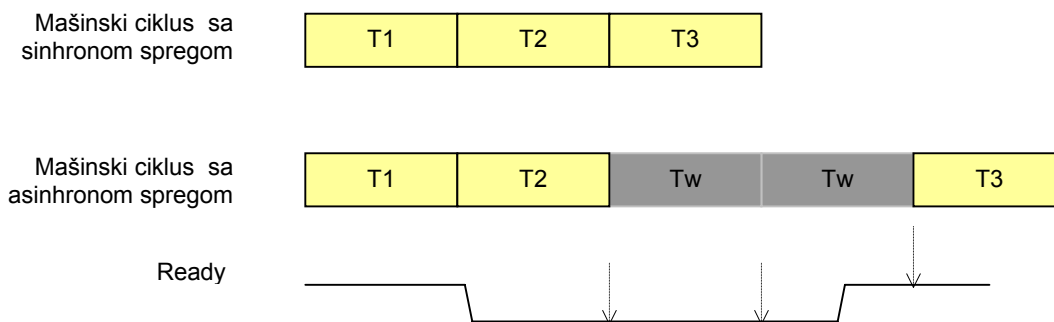 Mašinski ciklus sa
sinhronom spregom
T1 T2 T3
Mašinski ciklus sa
asinhronom spregom
T1 T2 Tw Tw T3
Ready